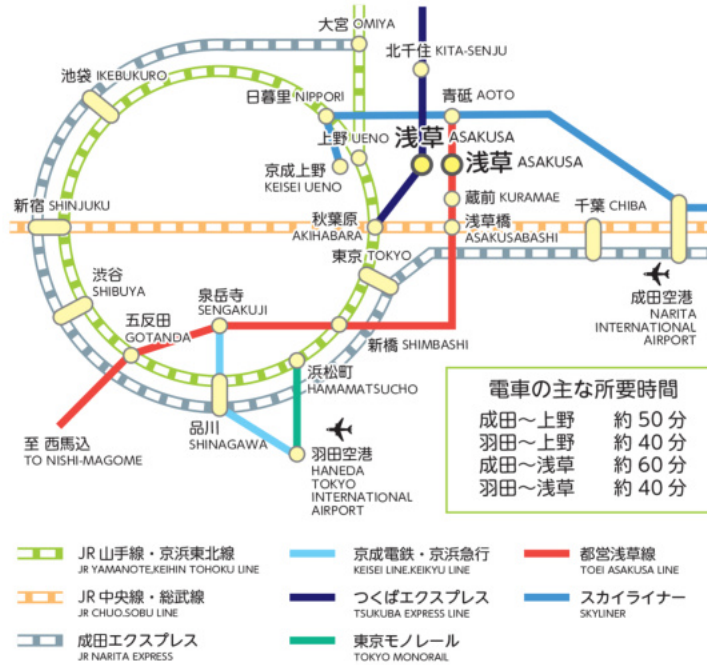 大宮 OMIYA
北千住 KITA-SENJU
池袋 IKEBUKURO
日暮里 NIPPORI
青砥 AOTO
上野 UENO
浅草 ASAKUSA
浅草 ASAKUSA
京成上野
KEISEI UENO
蔵前 KURAMAE
新宿 SHINJUKU
秋葉原
AKIHABARA
浅草橋
ASAKUSABASHI
千葉 CHIBA
東京 TOKYO
渋谷
SHIBUYA
泉岳寺
SENGAKUJI
成田空港
NARITA
INTERNATIONAL
AIRPORT
五反田
GOTANDA
新橋 SHIMBASHI
浜松町
HAMAMATSUCHO
品川
SHINAGAWA
至 西馬込
TO NISHI-MAGOME
羽田空港
HANEDA
TOKYO
INTERNATIONAL
AIRPORT
電車の主な所要時間
成田～上野 約50分
羽田～上野 約40分
成田～浅草 約60分
羽田～浅草 約40分
JR 山手線・京浜東北線
JR YAMANOTE,KEIHIN TOHOKU LINE
京成電鉄・京浜急行
KEISEI LINE.KEIKYU LINE
都営浅草線
TOEI ASAKUSA LINE
JR 中央線・総武線
JR CHUO.SOBU LINE
つくばエクスプレス
TSUKUBA EXPRESS LINE
スカイライナー
SKYLINER
成田エクスプレス
JR NARITA EXPRESS
東京モノレール
TOKYO MONORAIL